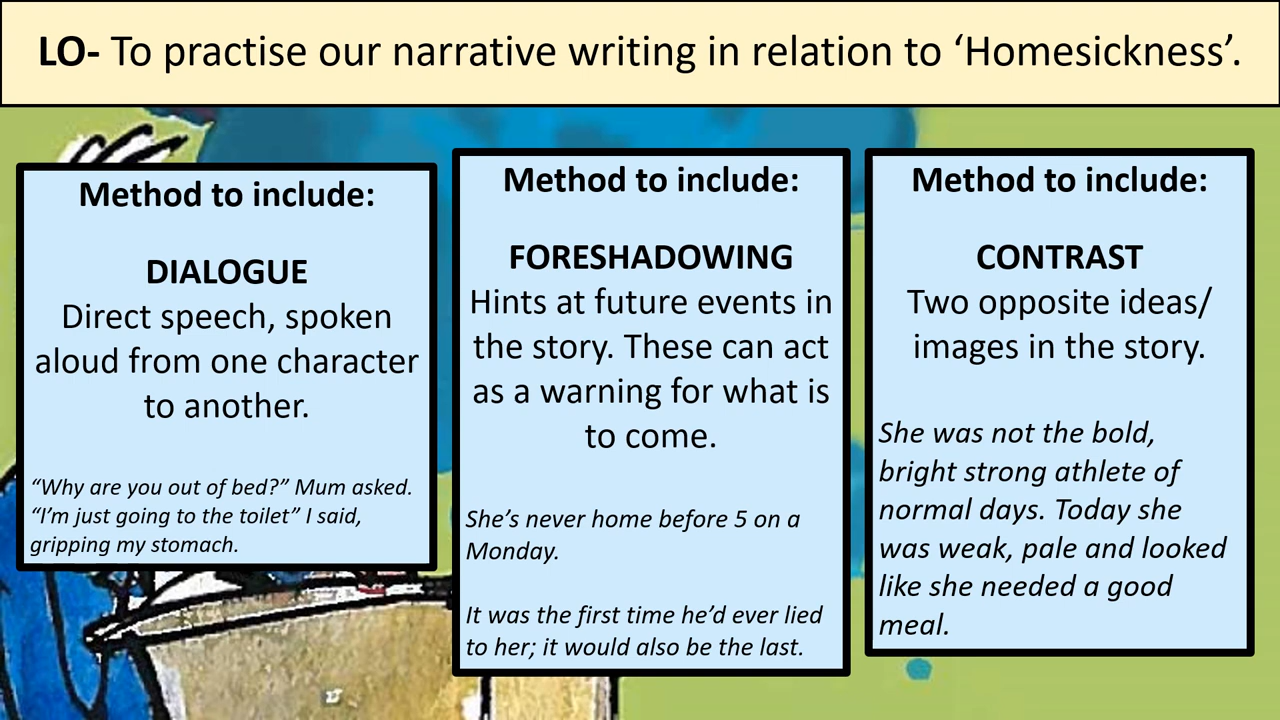 LO- To practise our narrative writing in relation to ‘Homesickness’.
Method to include:
DIALOGUE
Direct speech, spoken
aloud from one character
to another.
“Why are you out of bed?” Mum asked.
“I’m just going to the toilet” I said,
gripping my stomach.
Method to include:
FORESHADOWING
Hints at future events in
the story. These can act
as a warning for what is
to come.
She’s never home before 5 on a
Monday.
It was the first time he’d ever lied
to her; it would also be the last.
Method to include:
CONTRAST
Two opposite ideas/
images in the story.
She was not the bold,
bright strong athlete of
normal days. Today she
was weak, pale and looked
like she needed a good
meal.